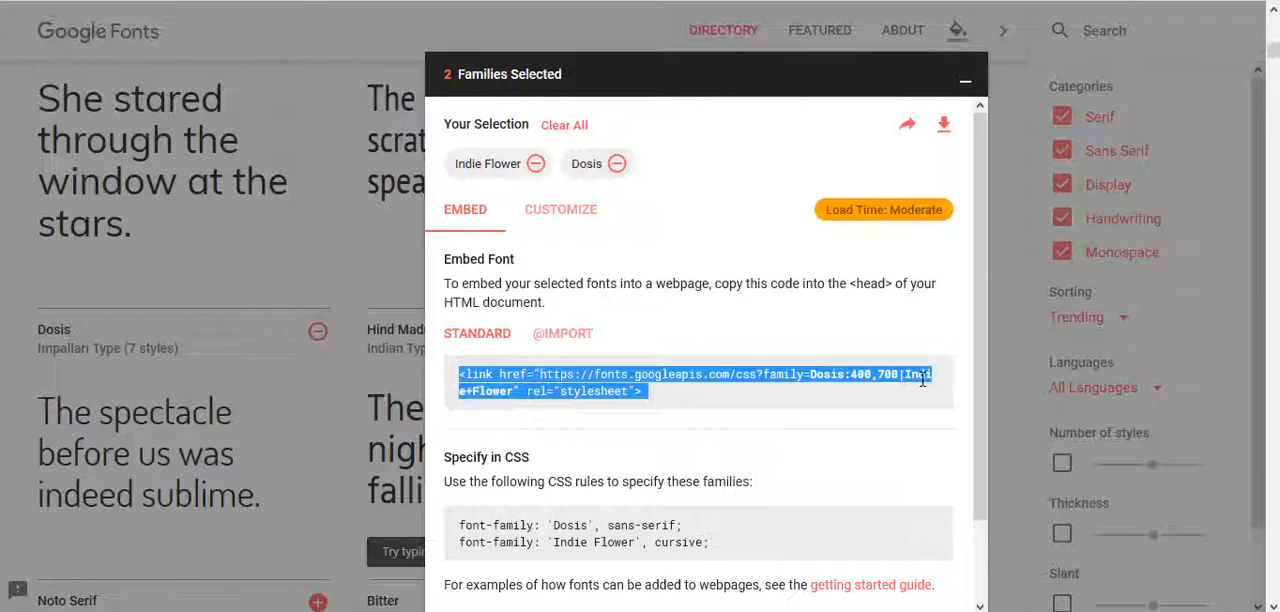 Google Fonts
DIRECTORY
FEATURED
ABOUT
Search
She stared
through the
window at the
stars.
Dosis
Impallari Type (7 styles)
The spectacle
before us was
indeed sublime.
Noto Serif
The
scrat
spea
Hind Mad
Indian Typ
The
nigh
falli
Try typin
Bitter
2 Families Selected
Your Selection
Clear All
Indie Flower
Dosis
EMBED
CUSTOMIZE
Load Time: Moderate
Embed Font
To embed your selected fonts into a webpage, copy this code into the <head> of your
HTML document.
STANDARD
@IMPORT
<link href="https://fonts.googleapis.com/css?family=Dosis:400,700|Indi
e+Flower" rel="stylesheet">
Specify in CSS
Use the following CSS rules to specify these families:
font-family: 'Dosis', sans-serif;
font-family: 'Indie Flower', cursive;
For examples of how fonts can be added to webpages, see the getting started guide.
Categories
Serif
Sans Serif
Display
Handwriting
Monospace
Sorting
Trending
Languages
All Languages
Number of styles
Thickness
Slant